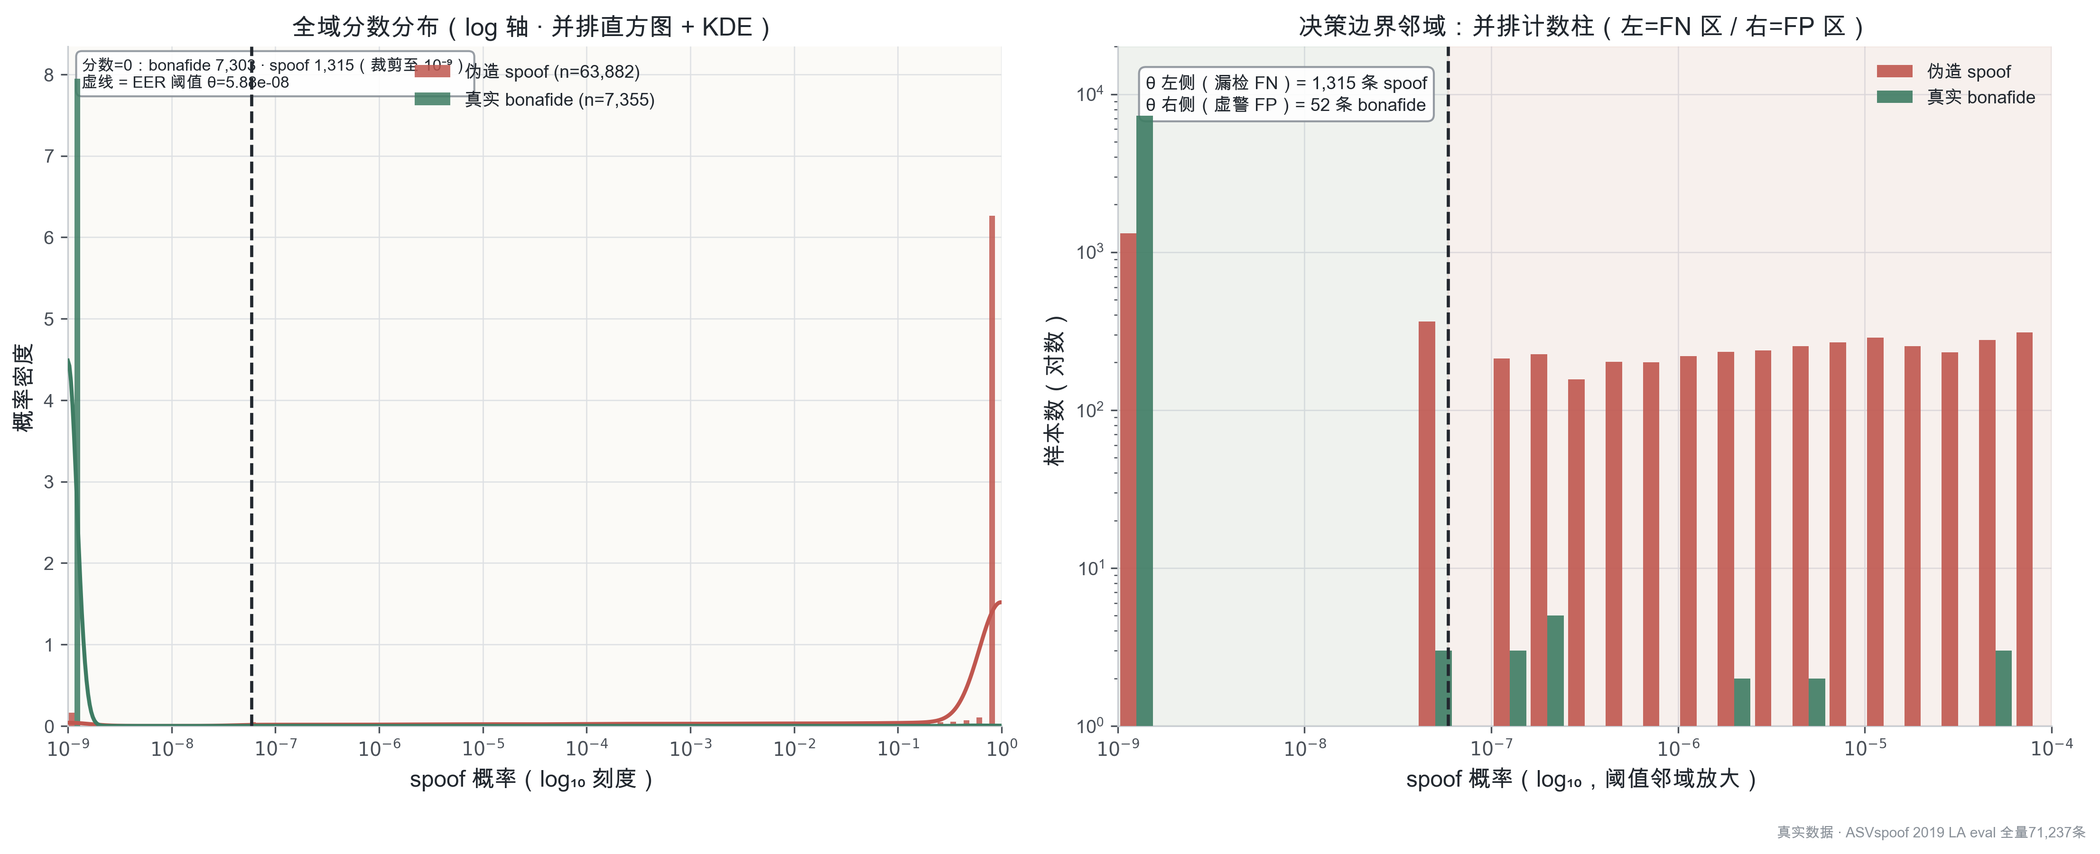 全域分数分布（log 轴 · 并排直方图 + KDE）
分数=0：bonafide 7,303 · spoof 1,315（裁剪至 10⁻⁹）
虚线 = EER 阈值 θ=5.88e-08
伪造 spoof (n=63,882)
真实 bonafide (n=7,355)
概率密度
8
7
6
5
4
3
2
1
0
10⁻⁹ 10⁻⁸ 10⁻⁷ 10⁻⁶ 10⁻⁵ 10⁻⁴ 10⁻³ 10⁻² 10⁻¹ 10⁰
spoof 概率（log₁₀ 刻度）
决策边界邻域：并排计数柱（左=FN 区 / 右=FP 区）
θ 左侧（漏检 FN）= 1,315 条 spoof
θ 右侧（虚警 FP）= 52 条 bonafide
伪造 spoof
真实 bonafide
样本数（对数）
10⁴
10³
10²
10¹
10⁰
10⁻⁹ 10⁻⁸ 10⁻⁷ 10⁻⁶ 10⁻⁵ 10⁻⁴
spoof 概率（log₁₀，阈值邻域放大）
真实数据 · ASVspoof 2019 LA eval 全量71,237条